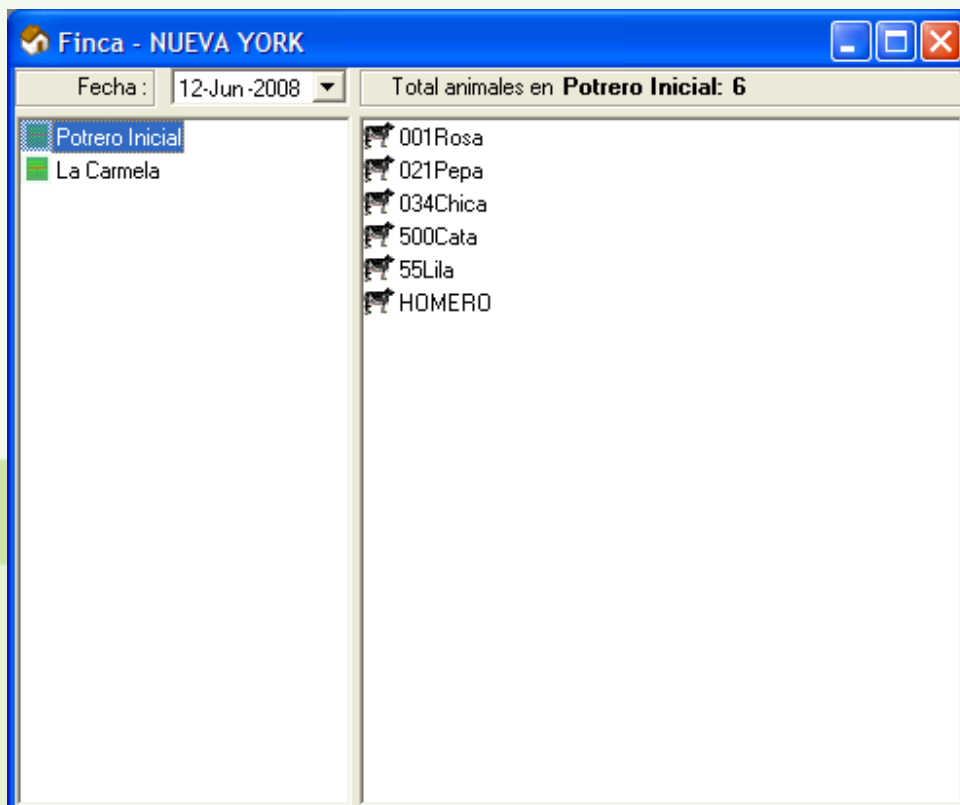 Finca - NUEVA YORK
Fecha : 12-Jun-2008 Total animales en Potrero Inicial: 6
Potrero Inicial
La Carmela
001Rosa
021Pepa
034Chica
500Cata
55Lila
HOMERO